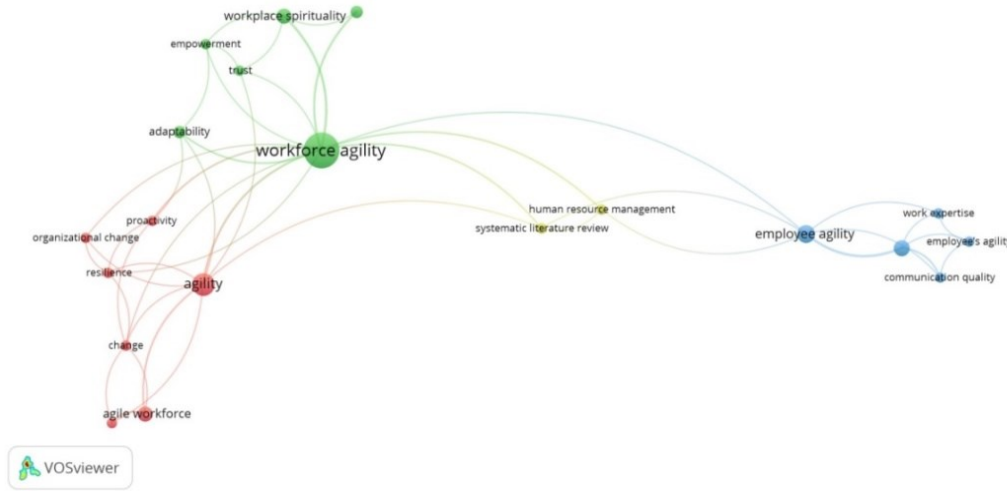 workplace spirituality
empowerment
trust
adaptability
workforce agility
proactivity
organizational change
resilience
agility
change
agile workforce
human resource management
systematic literature review
employee agility
work expertise
employee's agilit
communication quality
VOSviewer